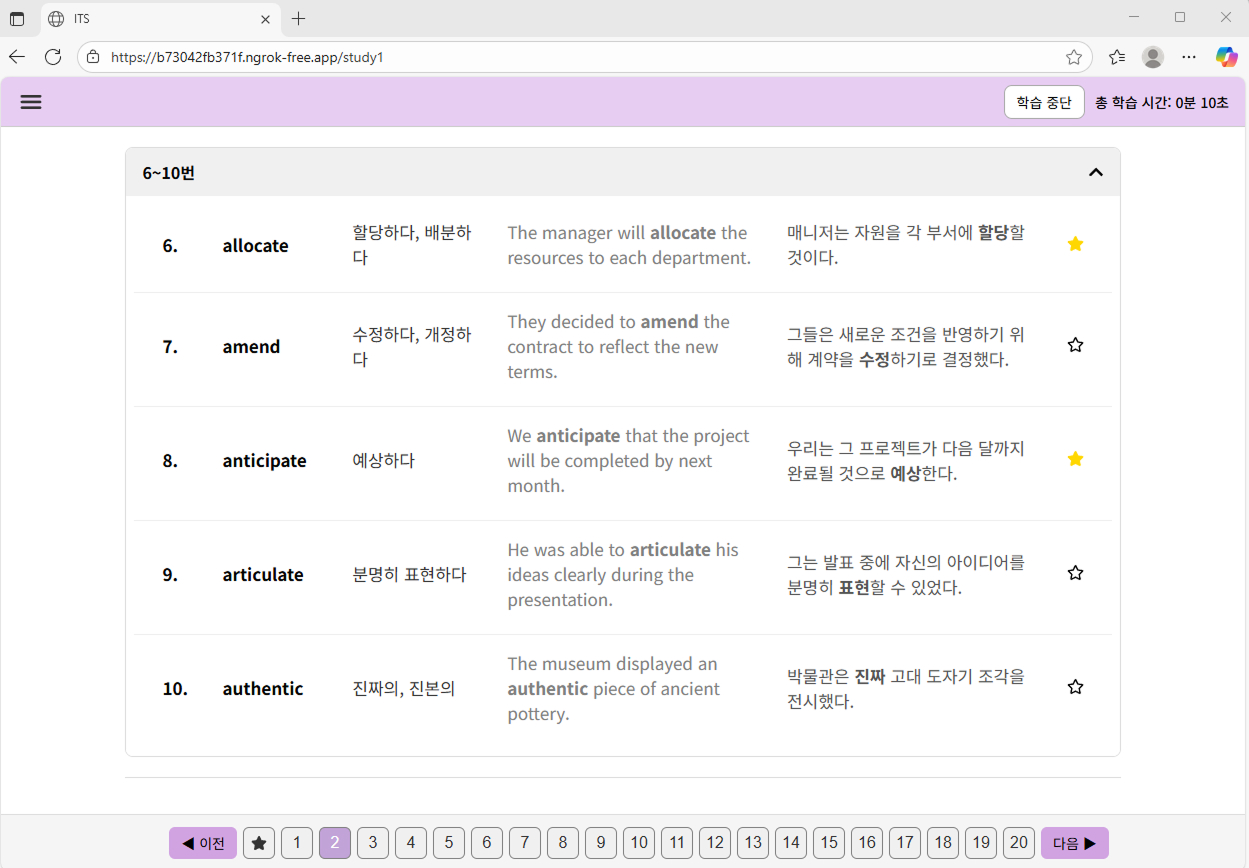 ITS
https://b73042fb371f.ngrok-free.app/study1
학습 중단 총 학습 시간: 0분 10초
6~10번
6. allocate
할당하다, 배분하
다
The manager will allocate the
resources to each department.
매니저는 자원을 각 부서에 할당할
것이다.
7. amend
수정하다, 개정하
다
They decided to amend the
contract to reflect the new
terms.
그들은 새로운 조건을 반영하기 위
해 계약을 수정하기로 결정했다.
8. anticipate
예상하다
We anticipate that the project
will be completed by next
month.
우리는 그 프로젝트가 다음 달까지
완료될 것으로 예상한다.
9. articulate
분명히 표현하다
He was able to articulate his
ideas clearly during the
presentation.
그는 발표 중에 자신의 아이디어를
분명히 표현할 수 있었다.
10. authentic
진짜의, 진본의
The museum displayed an
authentic piece of ancient
pottery.
박물관은 진짜 고대 도자기 조각을
전시했다.
◀ 이전 ★ 1 2 3 4 5 6 7 8 9 10 11 12 13 14 15 16 17 18 19 20 다음 ▶